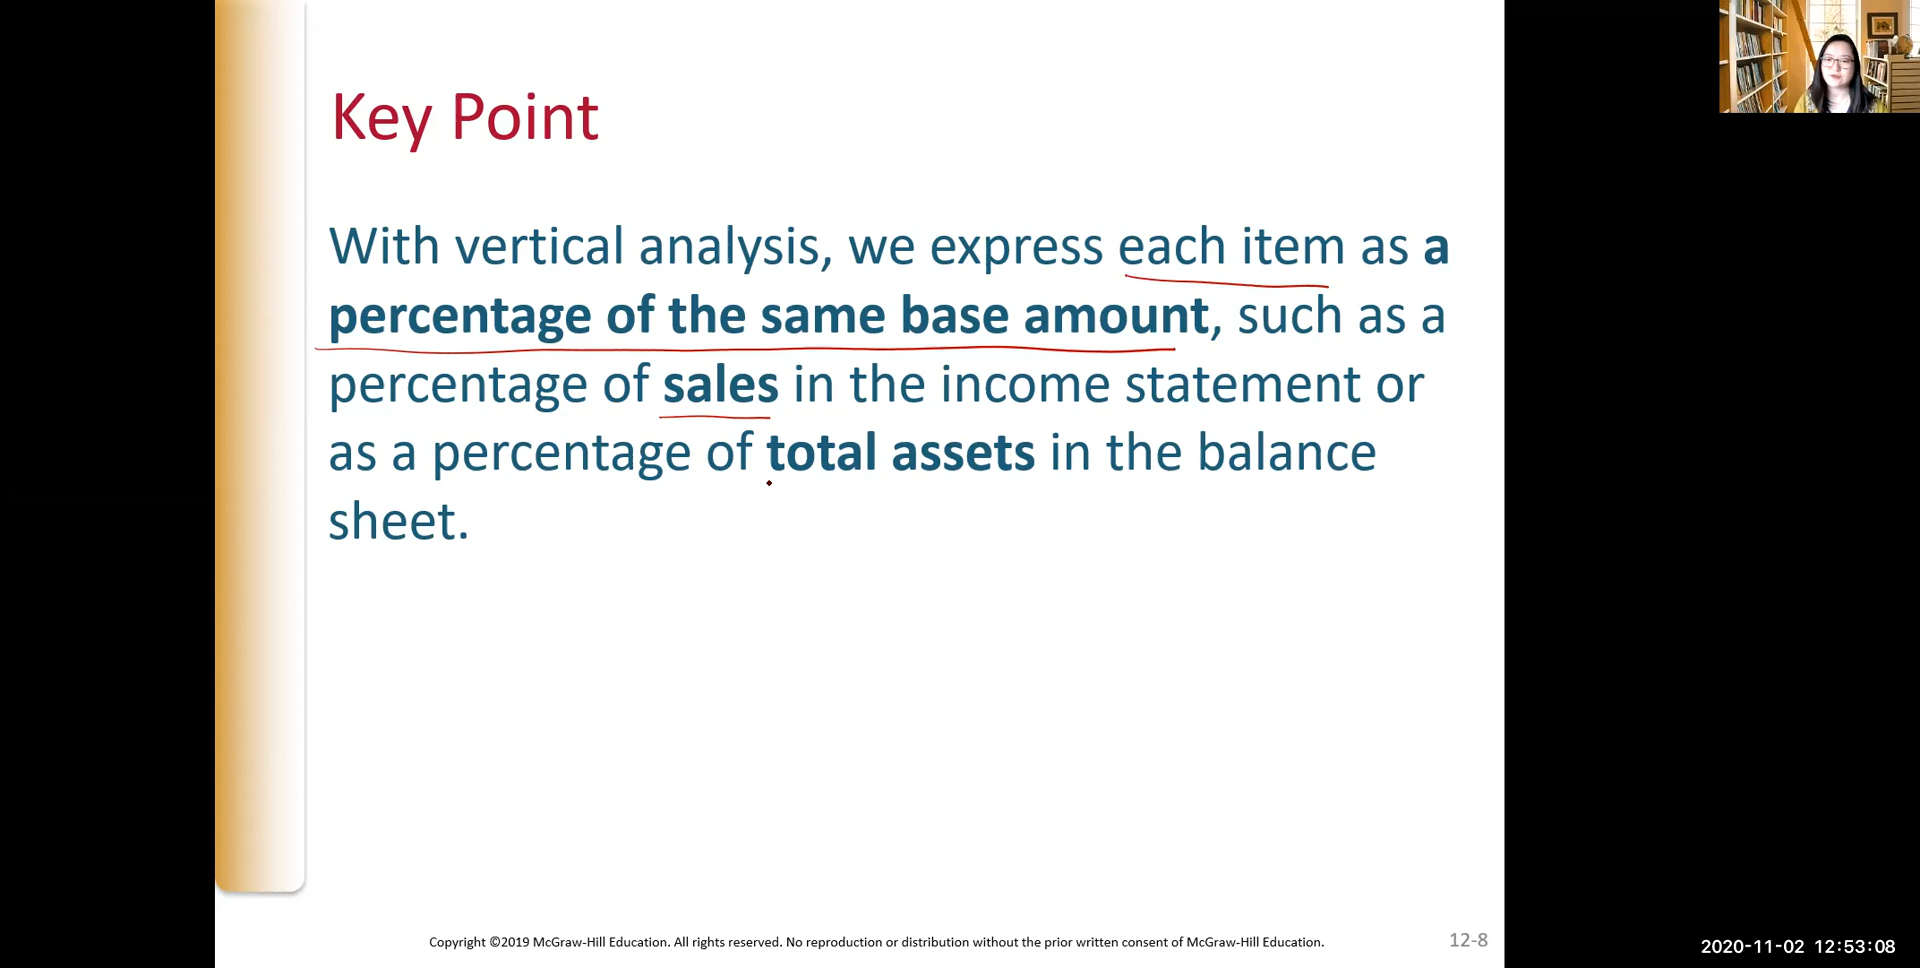 Key Point
With vertical analysis, we express each item as a
percentage of the same base amount, such as a
percentage of sales in the income statement or
as a percentage of total assets in the balance
sheet.
Copyright ©2019 McGraw-Hill Education. All rights reserved. No reproduction or distribution without the prior written consent of McGraw-Hill Education.
12-8
2020-11-02 12:53:08